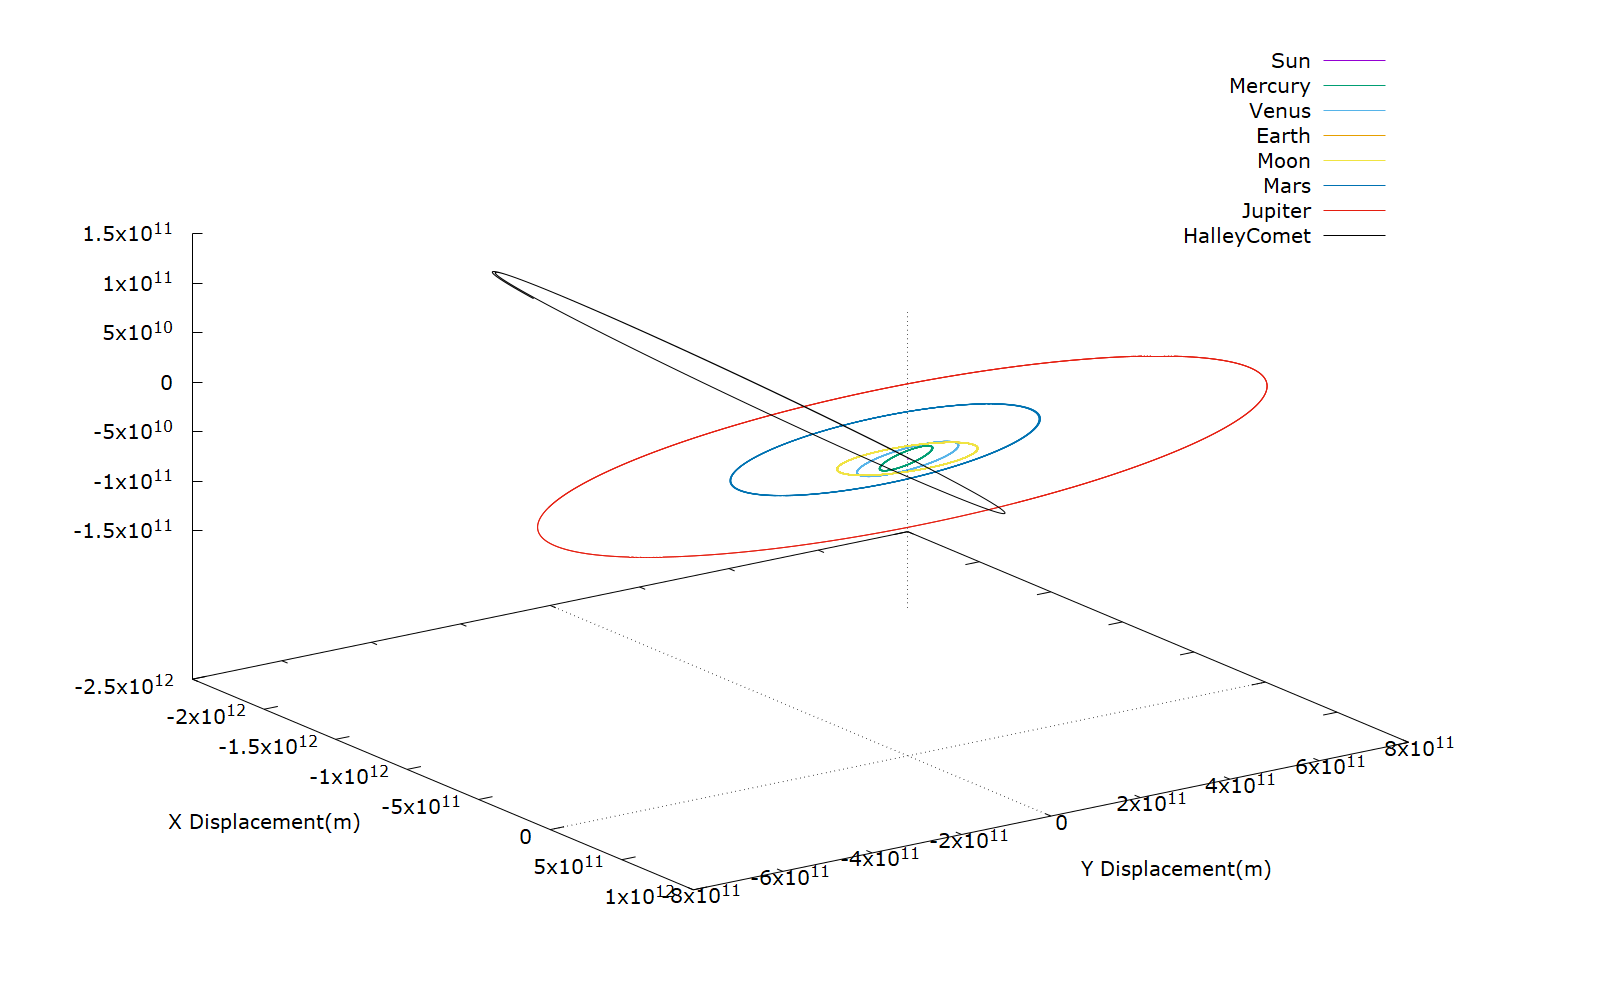 Sun
Mercury
Venus
Earth
Moon
Mars
Jupiter
HalleyComet
1.5x10¹¹
1x10¹¹
5x10¹⁰
0
-5x10¹⁰
-1x10¹¹
-1.5x10¹¹
-2.5x10¹²
-2x10¹²
-1.5x10¹²
-1x10¹²
-5x10¹¹
0
5x10¹¹
1x10¹²
X Displacement(m)
-8x10¹¹
-6x10¹¹
-4x10¹¹
-2x10¹¹
0
2x10¹¹
4x10¹¹
6x10¹¹
8x10¹¹
Y Displacement(m)